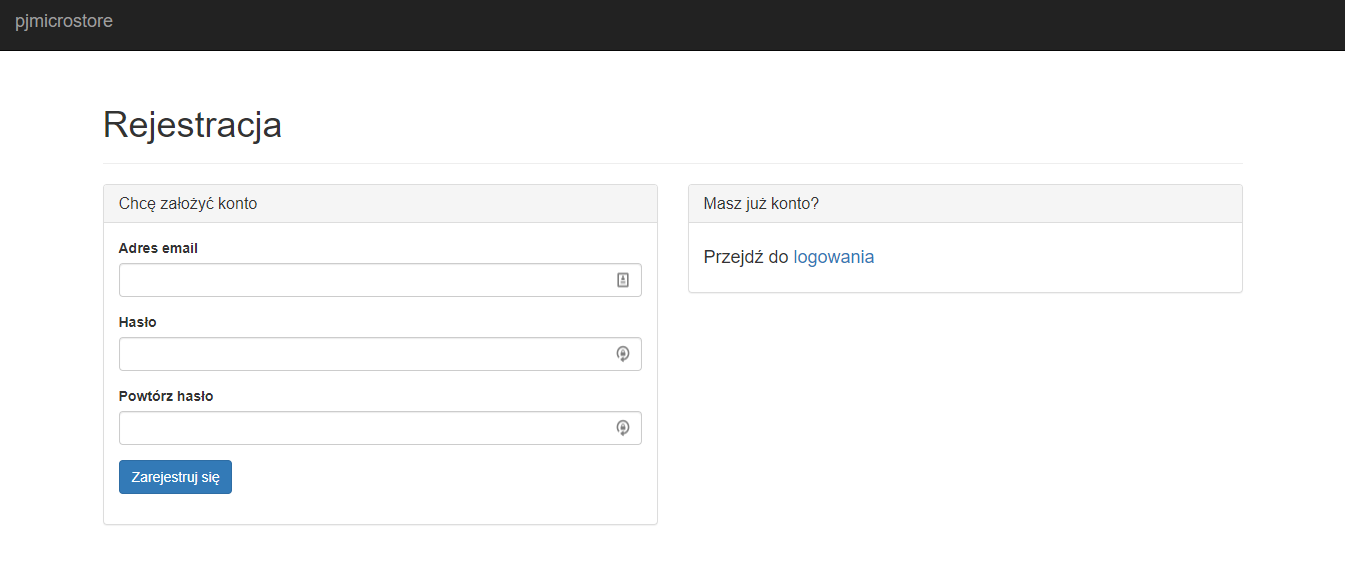 pjmicrostore
Rejestracja
Chcę założyć konto
Adres email
Hasło
Powtórz hasło
Zarejestruj się
Masz już konto?
Przejdź do logowania